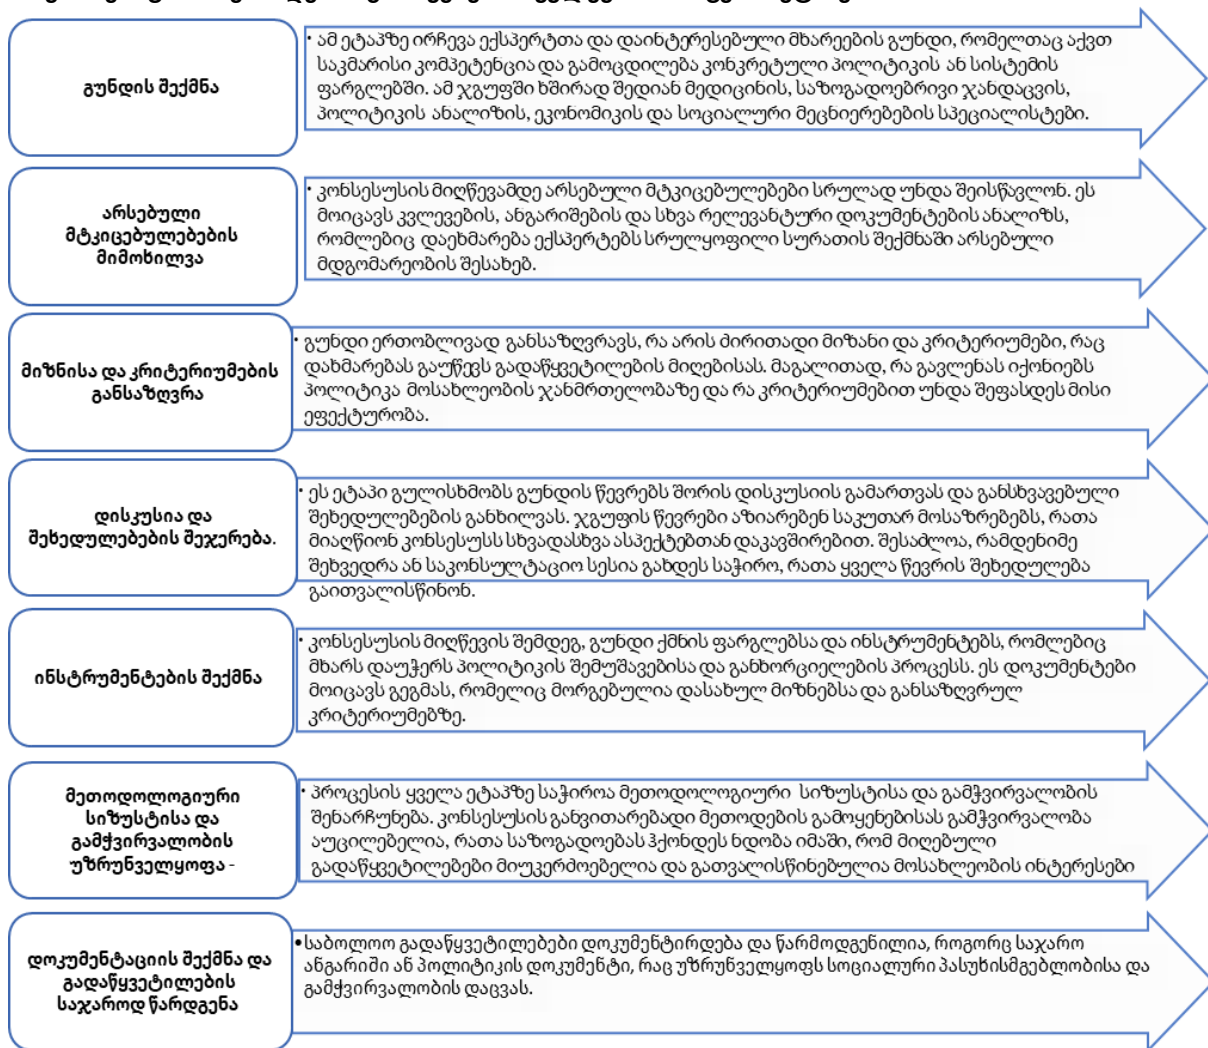 გუნდის შექმნა
• ამ ეტაპზე ირჩევა ექსპერტთა და დაინტერესებული მხარეების გუნდი, რომელთაც აქვთ
საკმარისი კომპეტენცია და გამოცდილება კონკრეტული პოლიტიკის ან სისტემის
ფარგლებში. ამ ჯგუფში ხშირად შედიან მედიცინის, საზოგადოებრივი ჯანდაცვის,
პოლიტიკის ანალიზის, ეკონომიკის და სოციალური მეცნიერებების სპეციალისტები.
არსებული
მტკიცებულებების
მიმოხილვა
• კონსესუსის მიღწევამდე არსებული მტკიცებულებები სრულად უნდა შეისწავლონ. ეს
მოიცავს კვლევების, ანგარიშების და სხვა რელევანტური დოკუმენტების ანალიზს,
რომლებიც დაეხმარება ექსპერტებს სრულყოფილი სურათის შექმნაში არსებული
მდგომარეობის შესახებ.
მიზნისა და კრიტერიუმების
განსაზღვრა
• გუნდი ერთობლივად განსაზღვრავს, რა არის ძირითადი მიზანი და კრიტერიუმები, რაც
დახმარებას გაუწევს გადაწყვეტილების მიღებისას. მაგალითად, რა გავლენას იქონიებს
პოლიტიკა მოსახლეობის ჯანმრთელობაზე და რა კრიტერიუმებით უნდა შეფასდეს მისი
ეფექტურობა.
დისკუსია და
შეხედულებების შეჯერება.
• ეს ეტაპი გულისხმობს გუნდის წევრებს შორის დისკუსიის გამართვას და განსხვავებული
შეხედულებების განხილვას. ჯგუფის წევრები აზიარებენ საკუთარ მოსაზრებებს, რათა
მიაღწიონ კონსესუსს სხვადასხვა ასპექტებთან დაკავშირებით. შესაძლოა, რამდენიმე
შეხვედრა ან საკონსულტაციო სესია გახდეს საჭირო, რათა ყველა წევრის შეხედულება
გაითვალისწინონ.
ინსტრუმენტების შექმნა
• კონსესუსის მიღწევის შემდეგ, გუნდი ქმნის ფარგლებსა და ინსტრუმენტებს, რომლებიც
მხარს დაუჭერს პოლიტიკის შემუშავებისა და განხორციელების პროცესს. ეს დოკუმენტები
მოიცავს გეგმას, რომელიც მორგებულია დასახულ მიზნებსა და განსაზღვრულ
კრიტერიუმებზე.
მეთოდოლოგიური
სიზუსტისა და
გამჭვირვალობის
უზრუნველყოფა -
• პროცესის ყველა ეტაპზე საჭიროა მეთოდოლოგიური სიზუსტისა და გამჭვირვალობის
შენარჩუნება. კონსესუსის განვითარებადი მეთოდების გამოყენებისას გამჭვირვალობა
აუცილებელია, რათა საზოგადოებას ჰქონდეს ნდობა იმაში, რომ მიღებული
გადაწყვეტილებები მიუკერძოებელია და გათვალისწინებულია მოსახლეობის ინტერესები
დოკუმენტაციის შექმნა და
გადაწყვეტილების
საჯაროდ წარდგენა
• საბოლოო გადაწყვეტილებები დოკუმენტირდება და წარმოდგენილია, როგორც საჯარო
ანგარიში ან პოლიტიკის დოკუმენტი, რაც უზრუნველყოფს სოციალური პასუხისმგებლობისა და
გამჭვირვალობის დაცვას.